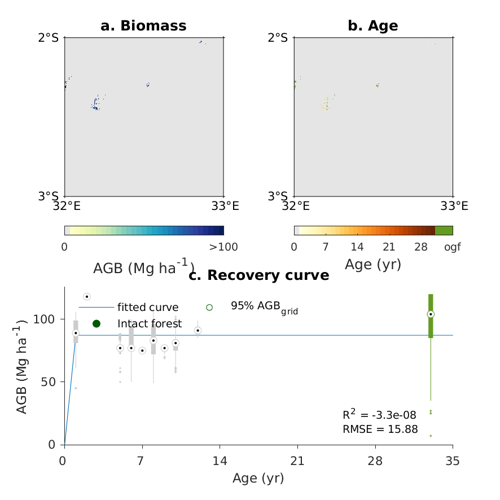 a. Biomass
b. Age
2°S
3°S
32°E
33°E
2°S
3°S
32°E
33°E
0
>100
AGB (Mg ha-1)
0
7
14
21
28
ogf
Age (yr)
c. Recovery curve
fitted curve
95% AGBgrid
Intact forest
AGB (Mg ha-1)
100
50
0
R2 = -3.3e-08
RMSE = 15.88
0
7
14
21
28
35
Age (yr)